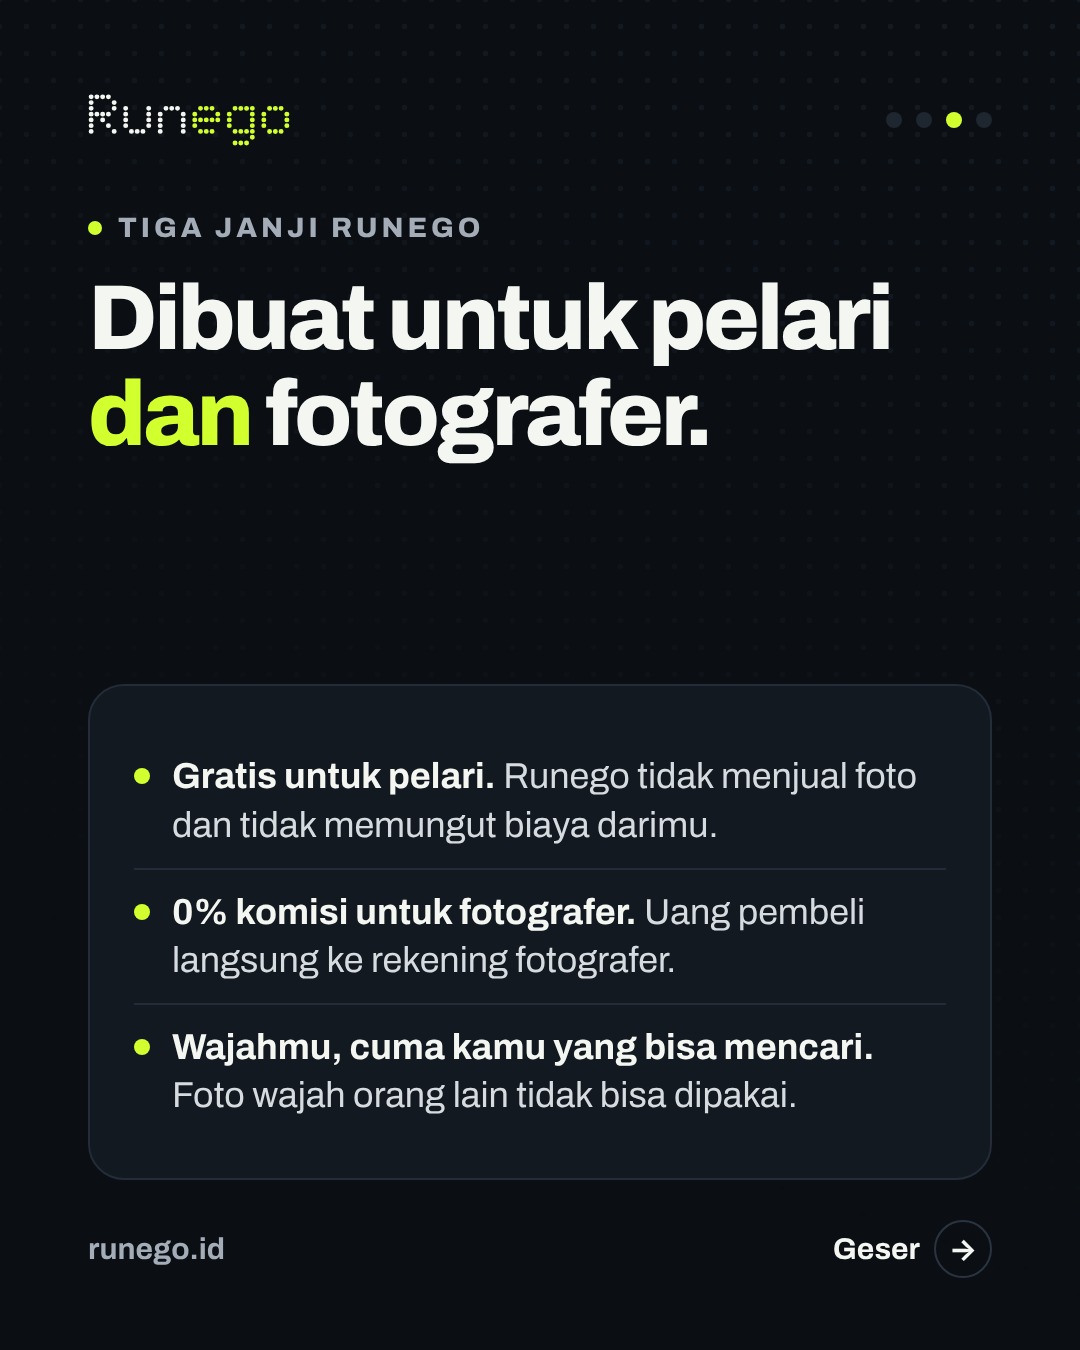 Runego
TIGA JANJI RUNEGO
Dibuat untuk pelari
dan fotografer.
Gratis untuk pelari. Runego tidak menjual foto
dan tidak memungut biaya darimu.
0% komisi untuk fotografer. Uang pembeli
langsung ke rekening fotografer.
Wajahmu, cuma kamu yang bisa mencari.
Foto wajah orang lain tidak bisa dipakai.
runego.id
Geser →